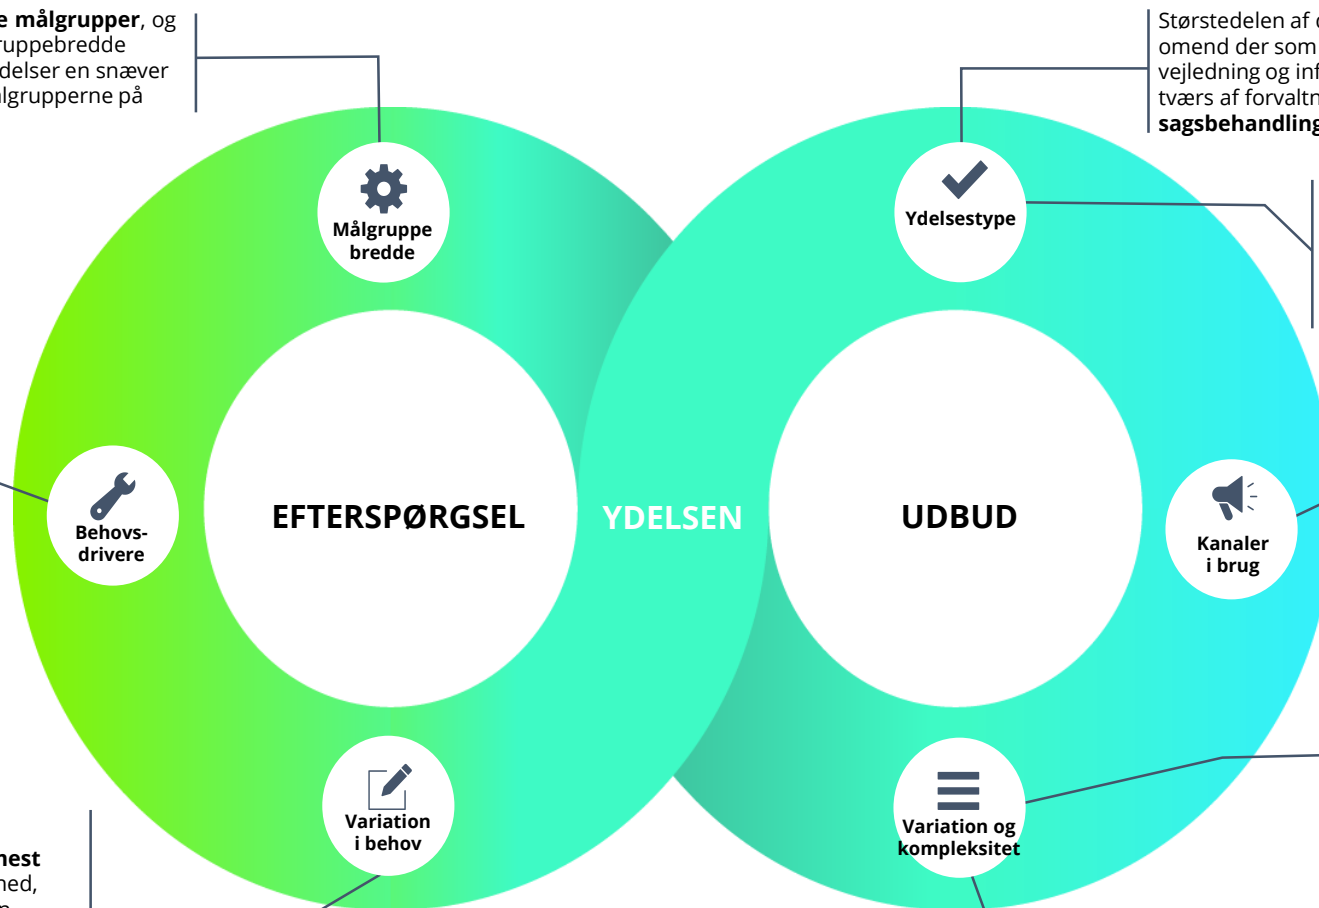 e målgrupper, og
ruppebredde
delser en snæver
ålgrupperne på
Størstedelen af
omend der som
vejledning og inf
tværs af forvaltn
sagsbehandling
Målgruppe
bredde
Ydelsestype
Behovs-
drivere
EFTERSPØRGSEL
YDELSEN
UDBUD
Kanaler
i brug
Variation
i behov
Variation og
kompleksitet
nest
ned,